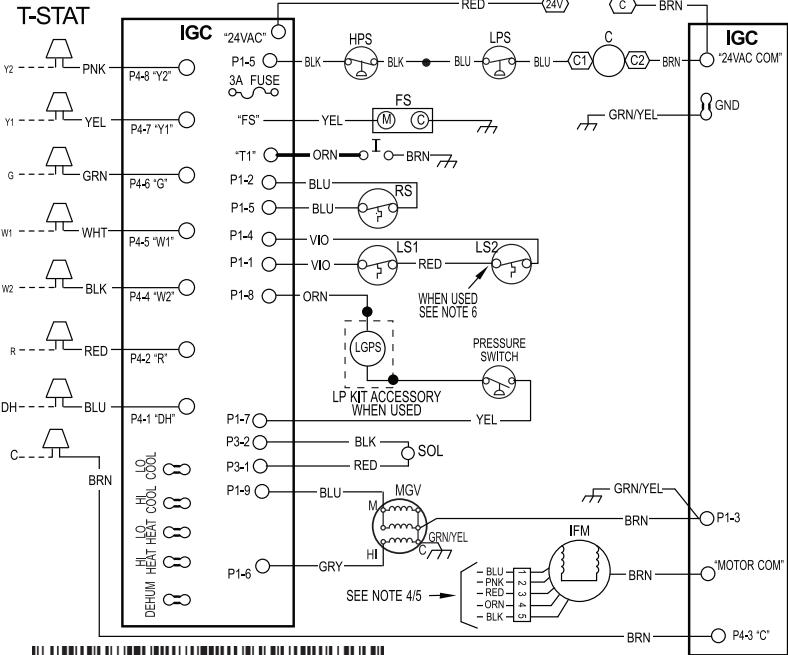 RED
24V
C
BRN
T-STAT
IGC
"24VAC"
HPS
LPS
C
IGC
P1-5
BLK
BLK
BLU
BLU
C1
C2
BRN
"24VAC COM"
Y2
PNK
P4-8 "Y2"
3A FUSE
FS
GND
Y1
YEL
P4-7 "Y1"
"FS"
YEL
M
C
GRN/YEL
"T1"
ORN
I
BRN
G
GRN
P4-6 "G"
P1-2
BLU
RS
P1-5
BLU
W1
WHT
P4-5 "W1"
P1-4
VIO
LS1
LS2
P1-1
VIO
RED
W2
BLK
P4-4 "W2"
P1-8
ORN
WHEN USED
SEE NOTE 6
R
RED
P4-2 "R"
LGPS
PRESSURE
SWITCH
DH
BLU
P4-1 "DH"
LP KIT ACCESSORY
WHEN USED
P1-7
YEL
C
BRN
P3-2
BLK
SOL
P3-1
RED
LO
COOL
P1-9
BLU
MGV
GRN/YEL
HI
COOL
M
P1-3
BRN
LO
HEAT
GRN/YEL
IFM
HI
HEAT
HI
C
P1-6
GRY
DEHUM
BLU
1
PNK
2
RED
3
ORN
4
BLK
5
BRN
"MOTOR COM"
SEE NOTE 4/5
BRN
P4-3 "C"